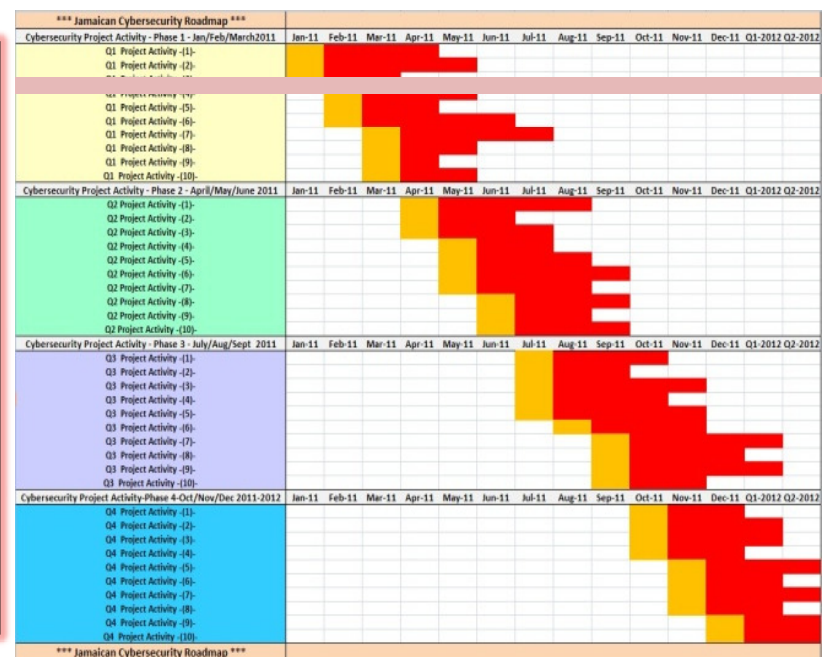 *** Jamaican Cybersecurity Roadmap ***
Cybersecurity Project Activity - Phase 1 - Jan/Feb/March2011 Jan-11 Feb-11 Mar-11 Apr-11 May-11 Jun-11 Jul-11 Aug-11 Sep-11 Oct-11 Nov-11 Dec-11 Q1-2012 Q2-2012
Q1 Project Activity -(1)-
Q1 Project Activity -(2)-
Q1 Project Activity -(5)-
Q1 Project Activity -(6)-
Q1 Project Activity -(7)-
Q1 Project Activity -(8)-
Q1 Project Activity -(9)-
Q1 Project Activity -(10)-
Cybersecurity Project Activity - Phase 2 - April/May/June 2011 Jan-11 Feb-11 Mar-11 Apr-11 May-11 Jun-11 Jul-11 Aug-11 Sep-11 Oct-11 Nov-11 Dec-11 Q1-2012 Q2-2012
Q2 Project Activity -(1)-
Q2 Project Activity -(2)-
Q2 Project Activity -(3)-
Q2 Project Activity -(4)-
Q2 Project Activity -(5)-
Q2 Project Activity -(6)-
Q2 Project Activity -(7)-
Q2 Project Activity -(8)-
Q2 Project Activity -(9)-
Q2 Project Activity -(10)-
Cybersecurity Project Activity - Phase 3 - July/Aug/Sept 2011 Jan-11 Feb-11 Mar-11 Apr-11 May-11 Jun-11 Jul-11 Aug-11 Sep-11 Oct-11 Nov-11 Dec-11 Q1-2012 Q2-2012
Q3 Project Activity -(1)-
Q3 Project Activity -(2)-
Q3 Project Activity -(3)-
Q3 Project Activity -(4)-
Q3 Project Activity -(5)-
Q3 Project Activity -(6)-
Q3 Project Activity -(7)-
Q3 Project Activity -(8)-
Q3 Project Activity -(9)-
Q3 Project Activity -(10)-
Cybersecurity Project Activity-Phase 4-Oct/Nov/Dec 2011-2012 Jan-11 Feb-11 Mar-11 Apr-11 May-11 Jun-11 Jul-11 Aug-11 Sep-11 Oct-11 Nov-11 Dec-11 Q1-2012 Q2-2012
Q4 Project Activity -(1)-
Q4 Project Activity -(2)-
Q4 Project Activity -(3)-
Q4 Project Activity -(4)-
Q4 Project Activity -(5)-
Q4 Project Activity -(6)-
Q4 Project Activity -(7)-
Q4 Project Activity -(8)-
Q4 Project Activity -(9)-
Q4 Project Activity -(10)-
*** Jamaican Cybersecurity Roadmap ***